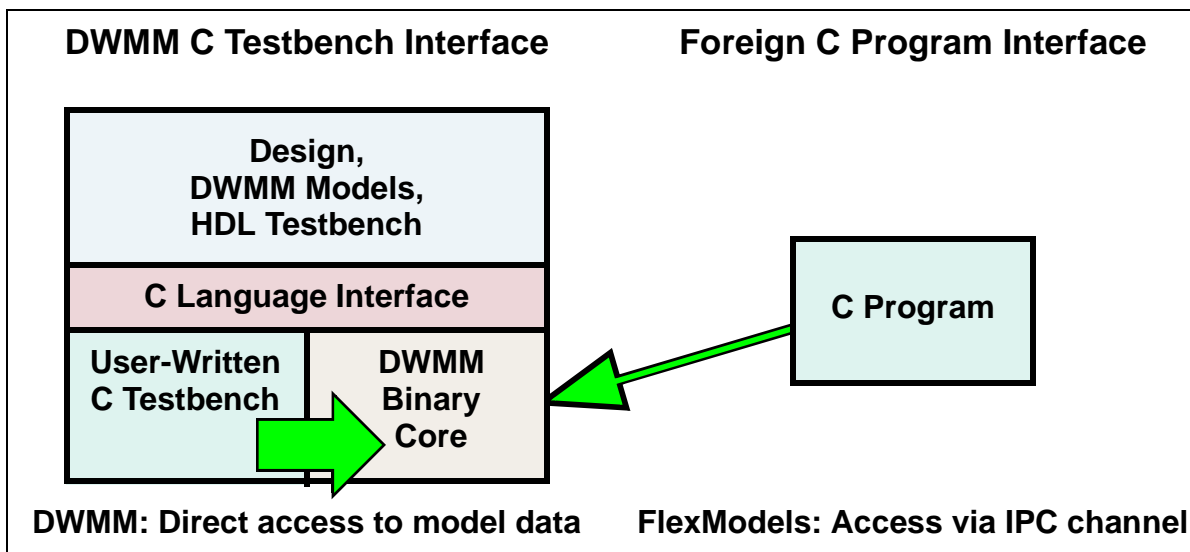 DWMM C Testbench Interface
Foreign C Program Interface
Design,
DWMM Models,
HDL Testbench
C Language Interface
User-Written
C Testbench
DWMM
Binary
Core
C Program
DWMM: Direct access to model data
FlexModels: Access via IPC channel